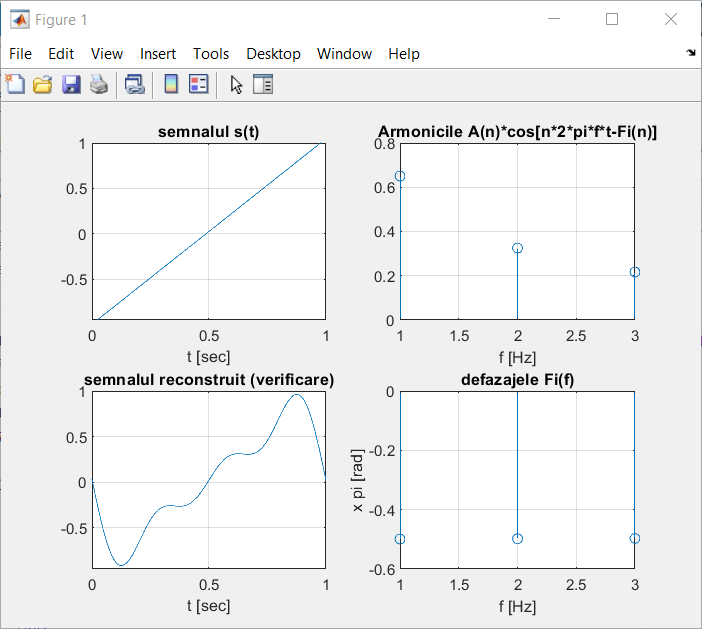 Figure 1
File Edit View Insert Tools Desktop Window Help
semnalul s(t)
1
0.5
0
-0.5
0 0.5 1
t [sec]
Armonicile A(n)*cos[n*2*pi*f*t-Fi(n)]
0.8
0.6
0.4
0.2
0
1 1.5 2 2.5 3
f [Hz]
semnalul reconstruit (verificare)
1
0.5
0
-0.5
0 0.5 1
t [sec]
defazajele Fi(f)
x pi [rad]
0
-0.2
-0.4
-0.6
1 1.5 2 2.5 3
f [Hz]